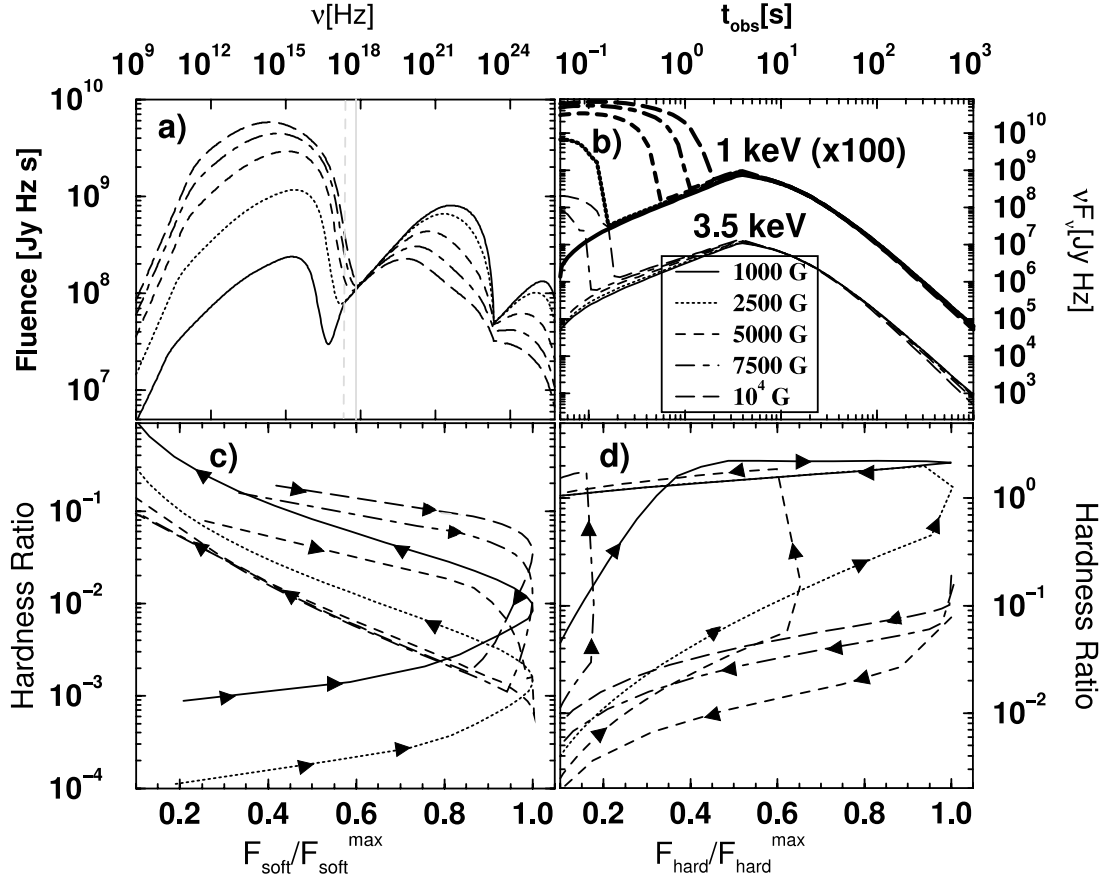 ν[Hz]
t_obs[s]
10^9 10^12 10^15 10^18 10^21 10^24
10^-1 10^0 10^1 10^2 10^3
10^10
10^9
10^8
10^7
Fluence [Jy Hz s]
a)
b)
1 keV (x100)
3.5 keV
1000 G
2500 G
5000 G
7500 G
10^4 G
10^10
10^9
10^8
10^7
10^6
10^5
10^4
10^3
νF_ν[Jy Hz]
c)
10^-1
10^-2
10^-3
10^-4
Hardness Ratio
d)
10^0
10^-1
10^-2
Hardness Ratio
0.2 0.4 0.6 0.8 1.0
0.2 0.4 0.6 0.8 1.0
F_soft/F_soft^max
F_hard/F_hard^max